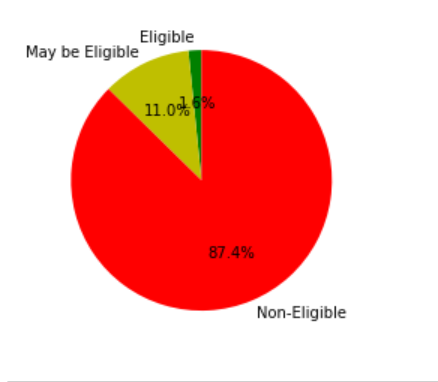 Eligible
May be Eligible
1.6%
11.0%
87.4%
Non-Eligible